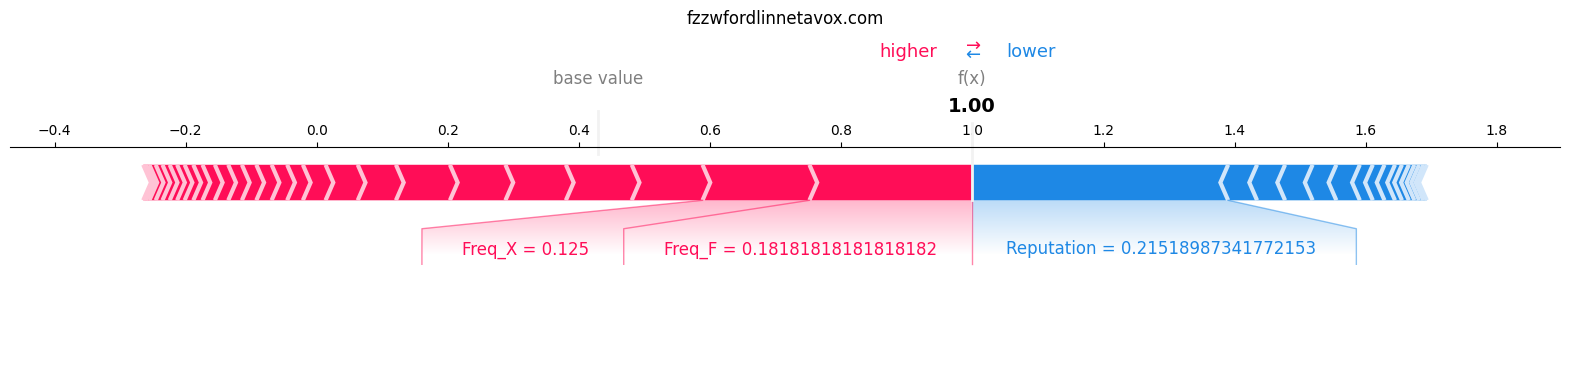 fzzwfordlinnetavox.com
higher ⇄ lower
base value f(x)
1.00
−0.4 −0.2 0.0 0.2 0.4 0.6 0.8 1.0 1.2 1.4 1.6 1.8
Freq_X = 0.125 Freq_F = 0.18181818181818182 Reputation = 0.21518987341772153